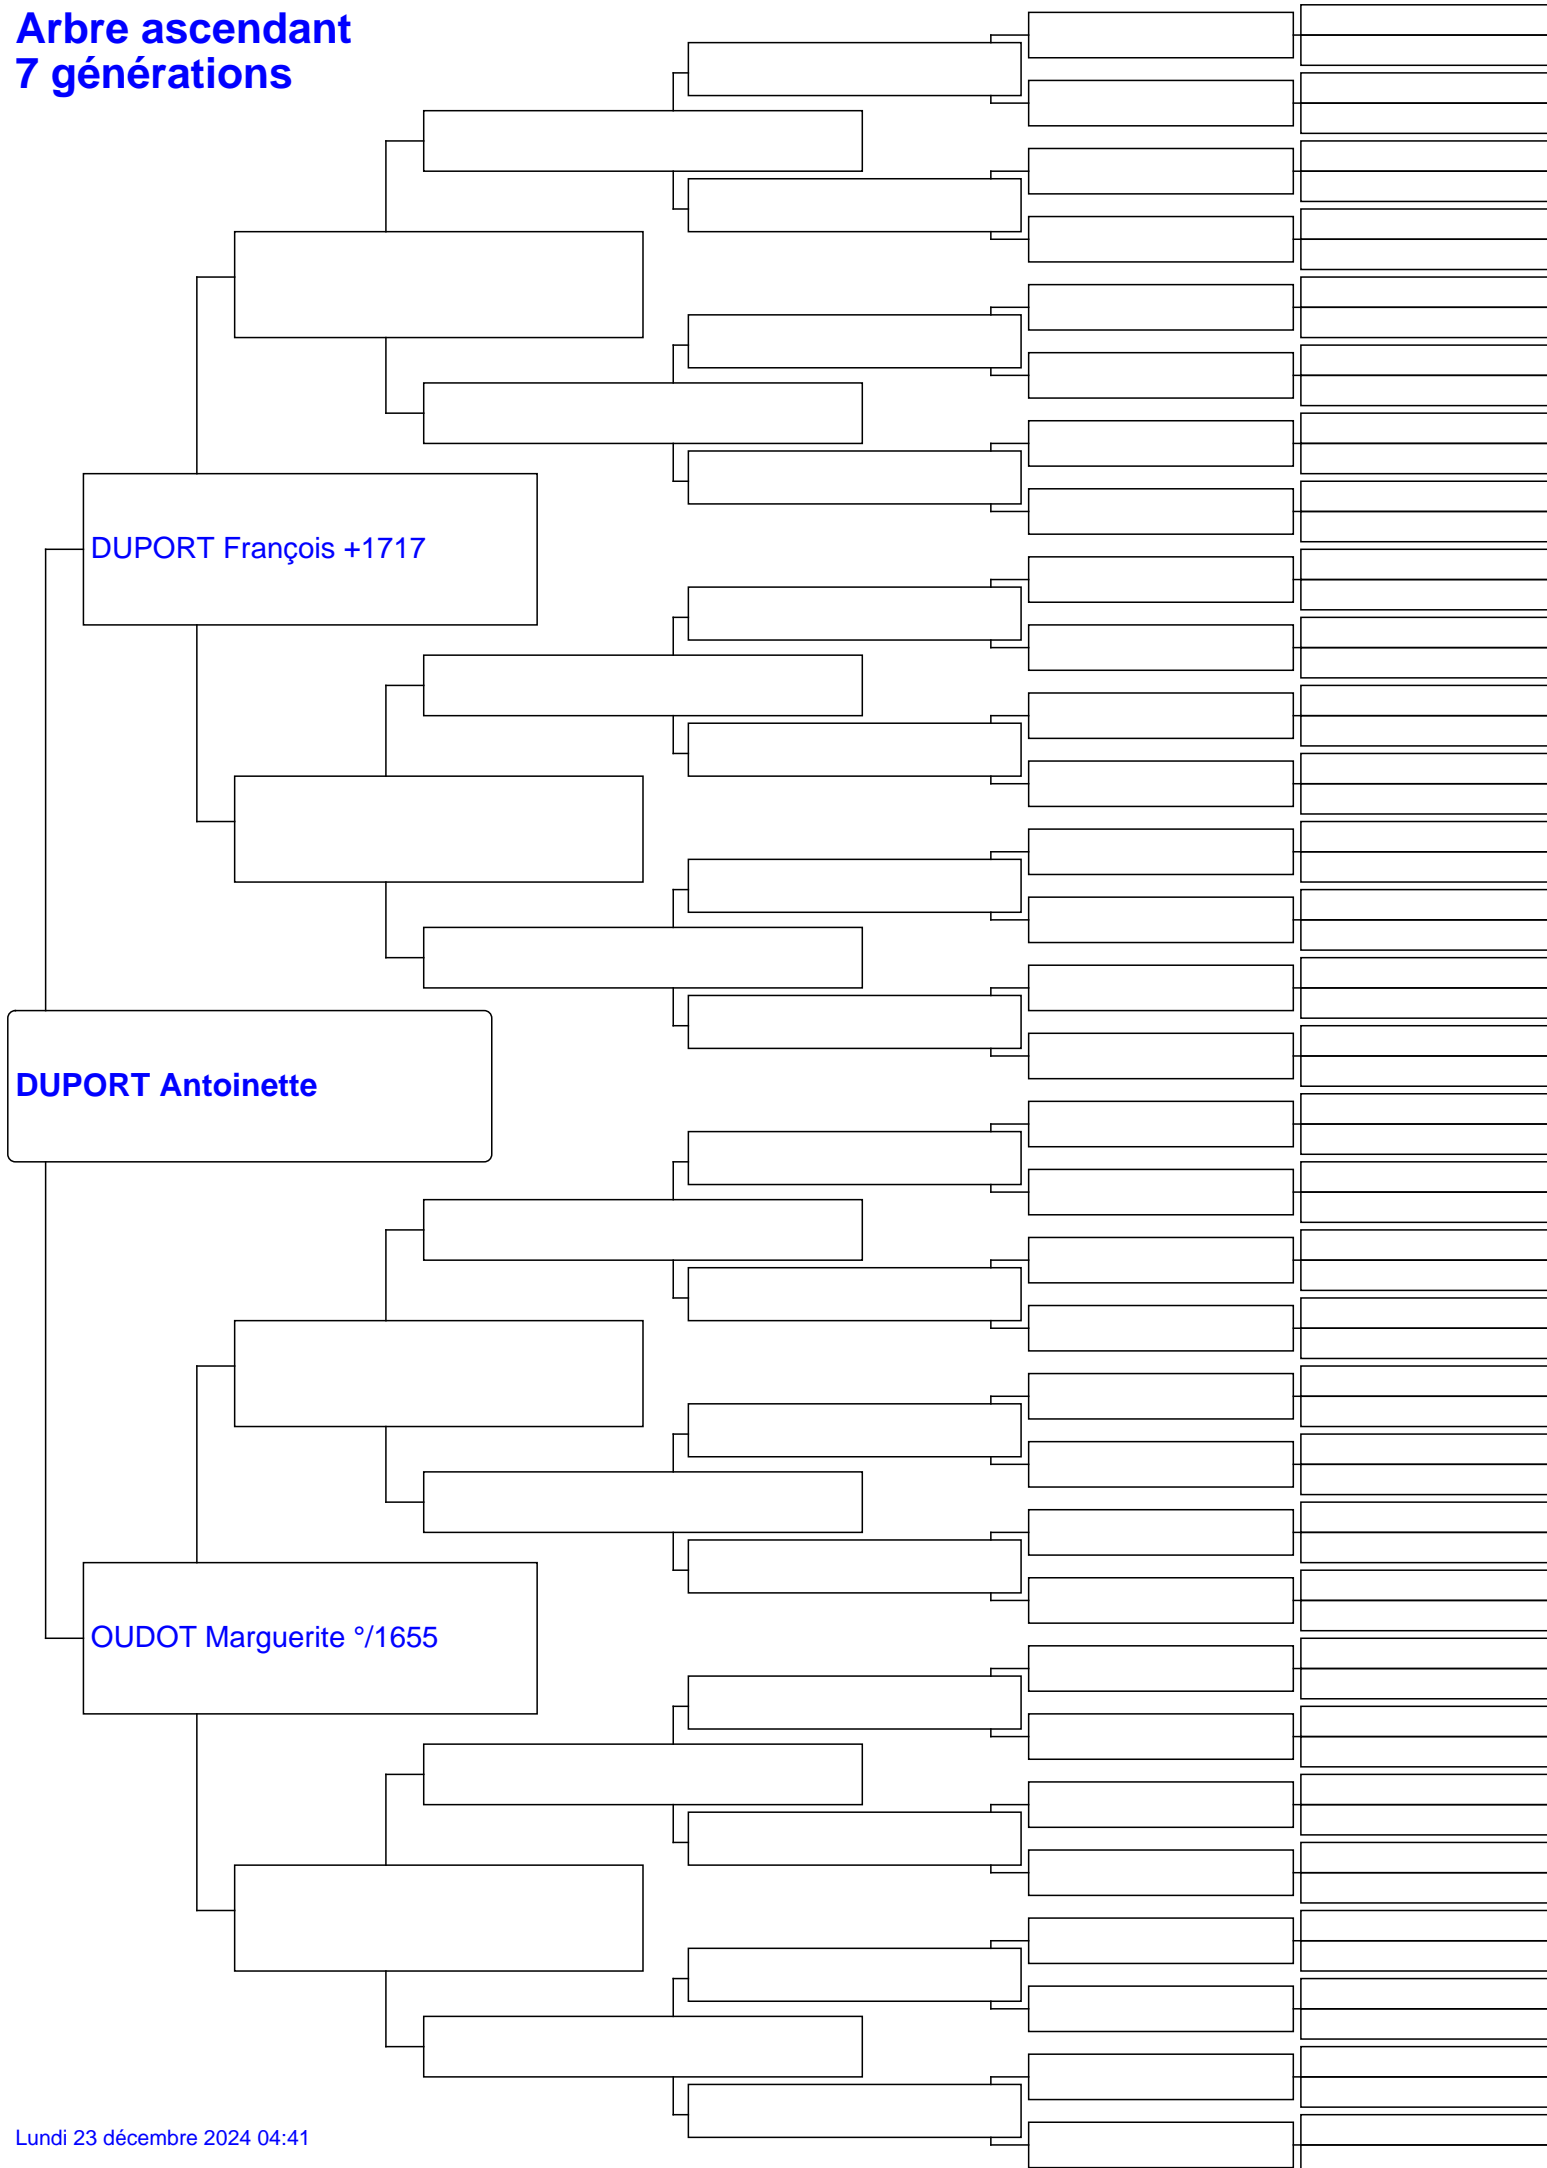 Arbre ascendant
7 générations
DUPORT François +1717
DUPORT Antoinette
OUDOT Marguerite °/1655
Lundi 23 décembre 2024 04:41